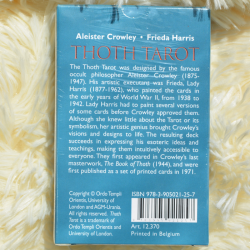 Aleister Crowley • Frieda Harris
THOTH TAROT
The Thoth Tarot was designed by the famous
occult philosopher Aleister Crowley (1875-
1947). His artistic executant was Frieda, Lady
Harris (1877-1962), who painted the cards in
the early years of World War II, from 1938 to
1942. Lady Harris had to paint several versions
of some cards before Crowley approved them.
Although she knew little about the Tarot or its
symbolism, her artistic genius brought Crowley's
visions and designs to life. The resulting deck
succeeds in expressing his esoteric ideas and
teachings, making them intuitively accessible to
everyone. They first appeared in Crowley's last
masterwork, The Book of Thoth (1944), and were
first published as a set of printed cards in 1971.
Copyright © Ordo Templi
Orientis, University of
London and AGM-Urania.
All rights reserved. Thoth
Tarot is a trademark of
Ordo Templi Orientis and
University of London.
ISBN 978-3-905021-25-7
Art. 12,370
Printed in Belgium